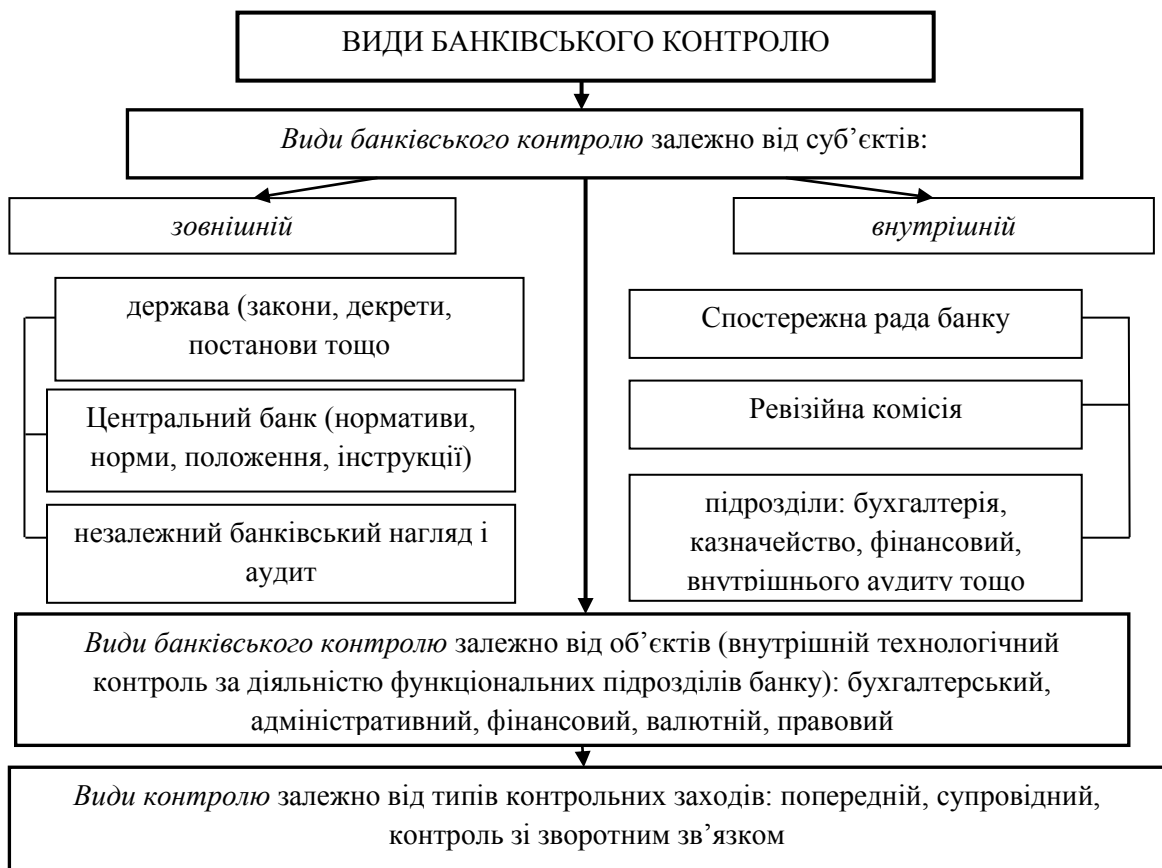 ВИДИ БАНКІВСЬКОГО КОНТРОЛЮ
Види банківського контролю залежно від суб’єктів:
зовнішній
внутрішній
держава (закони, декрети,
постанови тощо
Центральний банк (нормативи,
норми, положення, інструкції)
незалежний банківський нагляд і
аудит
Спостережна рада банку
Ревізійна комісія
підрозділи: бухгалтерія,
казначейство, фінансовий,
внутрішнього аудиту тощо
Види банківського контролю залежно від об’єктів (внутрішній технологічний
контроль за діяльністю функціональних підрозділів банку): бухгалтерський,
адміністративний, фінансовий, валютній, правовий
Види контролю залежно від типів контрольних заходів: попередній, супровідний,
контроль зі зворотним зв’язком